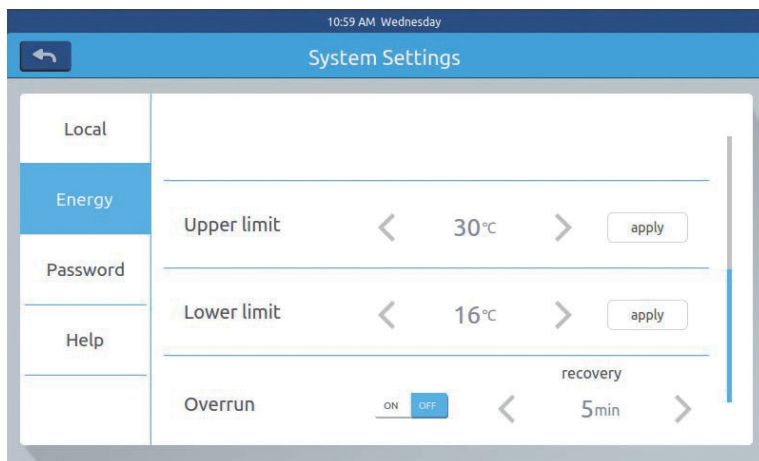 10:59 AM Wednesday
System Settings
Local
Energy
Password
Help
Upper limit 30℃ apply
Lower limit 16℃ apply
recovery
Overrun ON OFF 5min